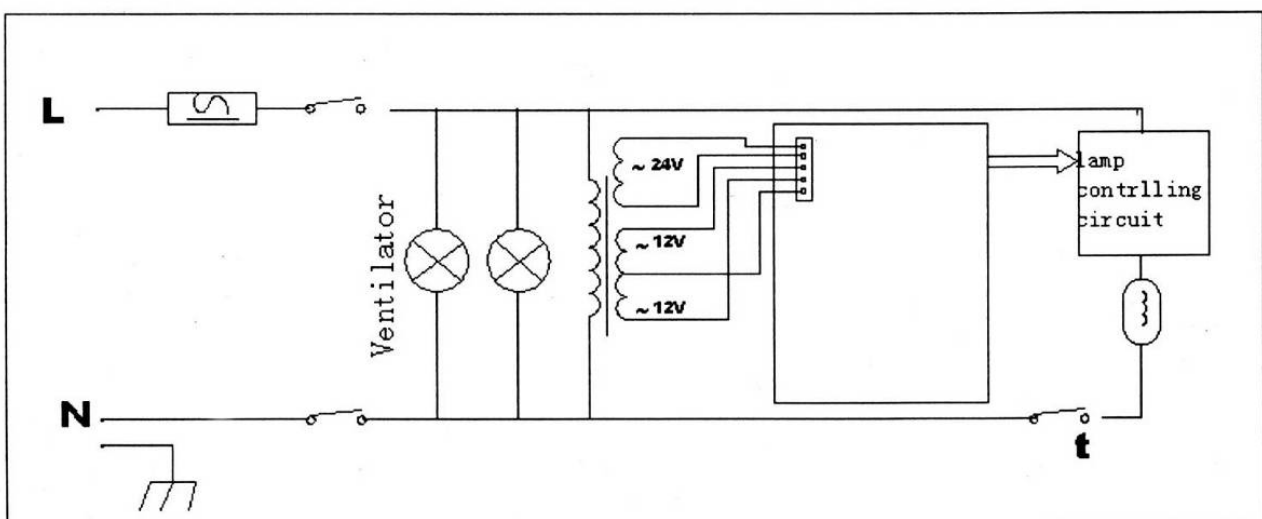 L
~ 24V
lamp
contrlling
circuit
Ventilator
~ 12V
~ 12V
N
t